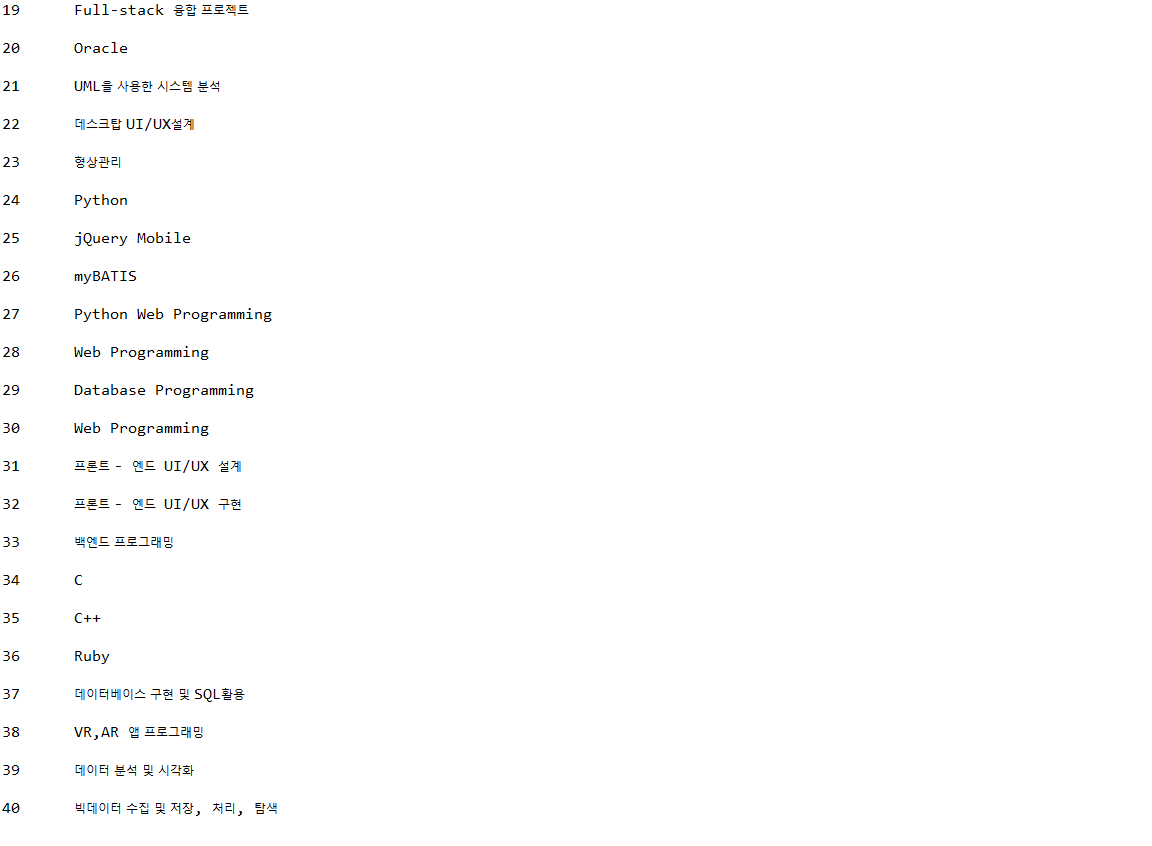 19 Full-stack 융합 프로젝트
20 Oracle
21 UML을 사용한 시스템 분석
22 데스크탑 UI/UX설계
23 형상관리
24 Python
25 jQuery Mobile
26 myBATIS
27 Python Web Programming
28 Web Programming
29 Database Programming
30 Web Programming
31 프론트 - 엔드 UI/UX 설계
32 프론트 - 엔드 UI/UX 구현
33 백엔드 프로그래밍
34 C
35 C++
36 Ruby
37 데이터베이스 구현 및 SQL활용
38 VR,AR 앱 프로그래밍
39 데이터 분석 및 시각화
40 빅데이터 수집 및 저장, 처리, 탐색